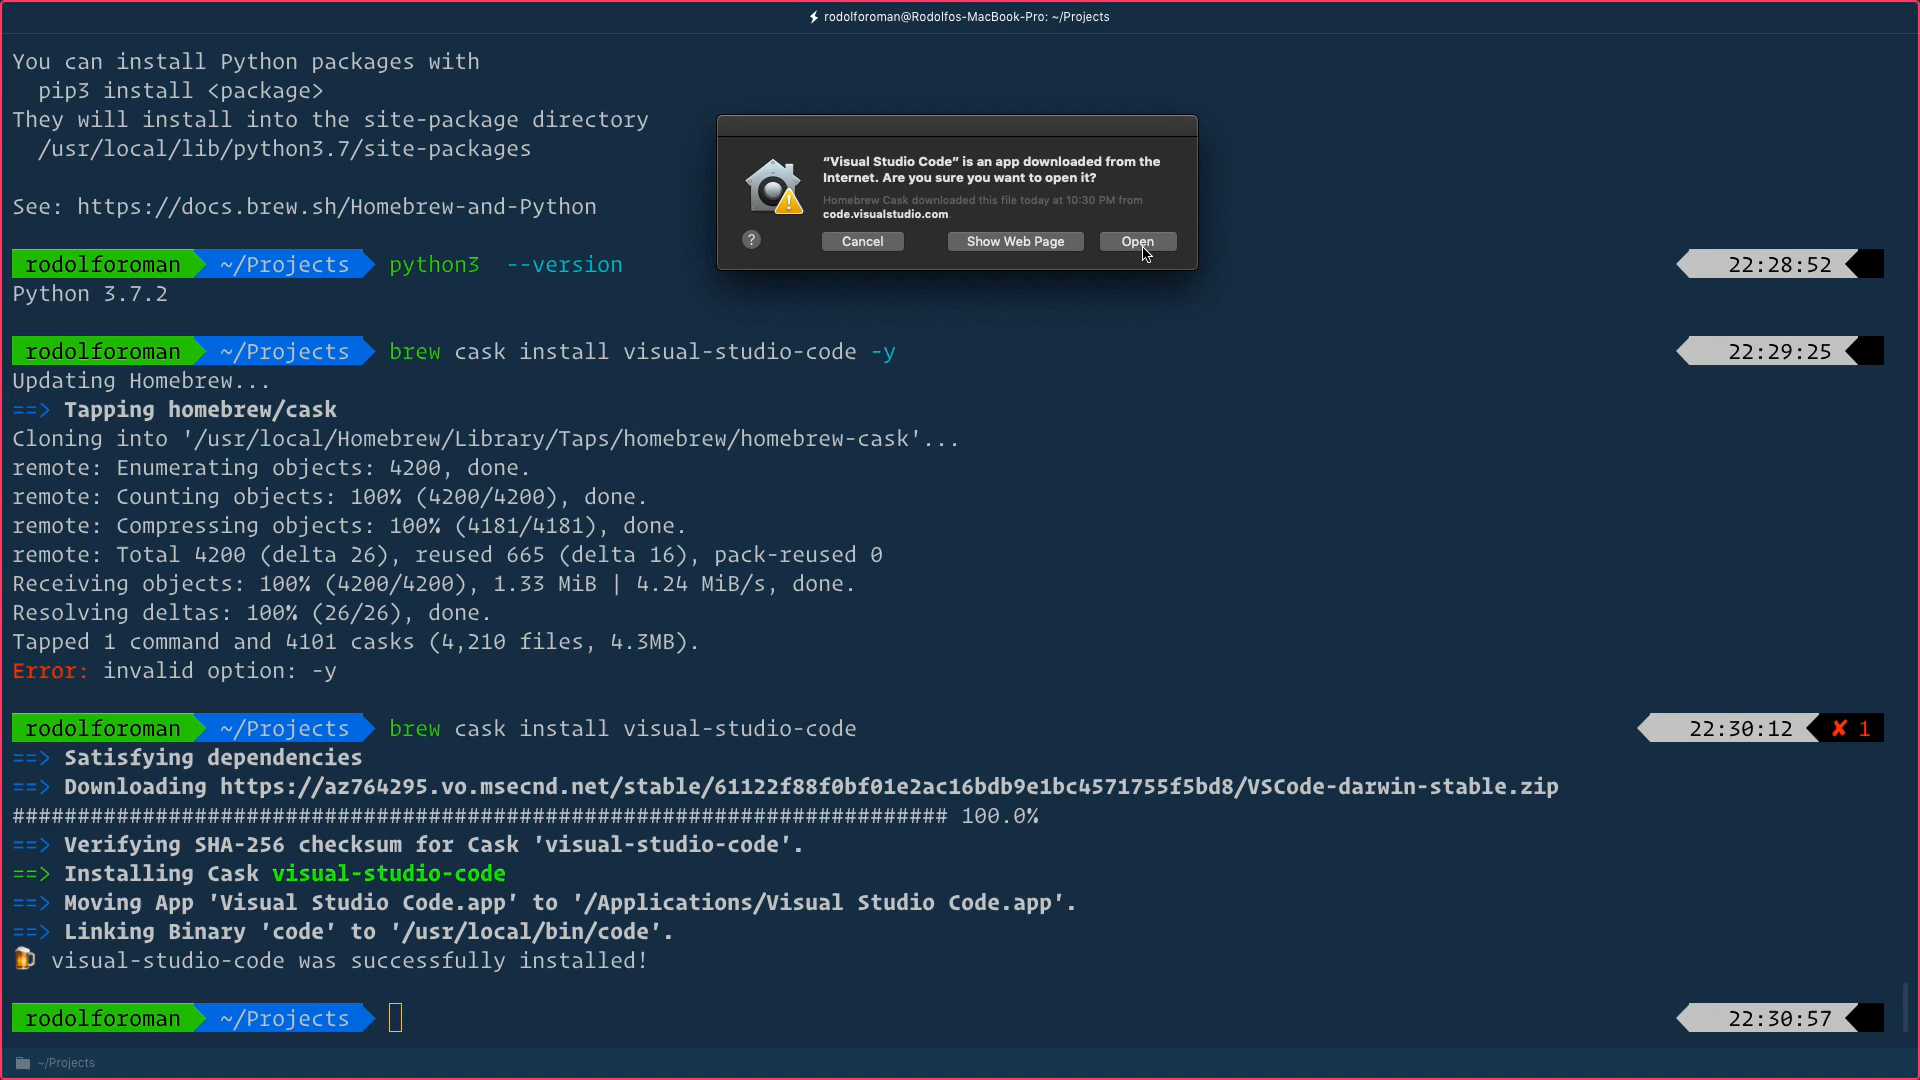 rodolforoman@Rodolfos-MacBook-Pro: ~/Projects
You can install Python packages with
pip3 install <package>
They will install into the site-package directory
/usr/local/lib/python3.7/site-packages
See: https://docs.brew.sh/Homebrew-and-Python
“Visual Studio Code” is an app downloaded from the
Internet. Are you sure you want to open it?
Homebrew Cask downloaded this file today at 10:30 PM from
code.visualstudio.com
? Cancel Show Web Page Open
rodolforoman ~/Projects python3 --version 22:28:52
Python 3.7.2
rodolforoman ~/Projects brew cask install visual-studio-code -y 22:29:25
Updating Homebrew...
==> Tapping homebrew/cask
Cloning into '/usr/local/Homebrew/Library/Taps/homebrew/homebrew-cask'...
remote: Enumerating objects: 4200, done.
remote: Counting objects: 100% (4200/4200), done.
remote: Compressing objects: 100% (4181/4181), done.
remote: Total 4200 (delta 26), reused 665 (delta 16), pack-reused 0
Receiving objects: 100% (4200/4200), 1.33 MiB | 4.24 MiB/s, done.
Resolving deltas: 100% (26/26), done.
Tapped 1 command and 4101 casks (4,210 files, 4.3MB).
Error: invalid option: -y
rodolforoman ~/Projects brew cask install visual-studio-code 22:30:12 ✘ 1
==> Satisfying dependencies
==> Downloading https://az764295.vo.msecnd.net/stable/61122f88f0bf01e2ac16bdb9e1bc4571755f5bd8/VSCode-darwin-stable.zip
######################################################################## 100.0%
==> Verifying SHA-256 checksum for Cask 'visual-studio-code'.
==> Installing Cask visual-studio-code
==> Moving App 'Visual Studio Code.app' to '/Applications/Visual Studio Code.app'.
==> Linking Binary 'code' to '/usr/local/bin/code'.
🍺 visual-studio-code was successfully installed!
rodolforoman ~/Projects 22:30:57
~/Projects